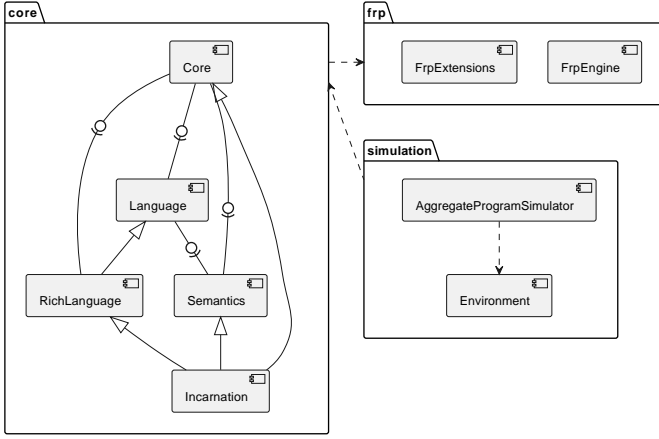 core
Core
Language
RichLanguage
Semantics
Incarnation
frp
FrpExtensions
FrpEngine
simulation
AggregateProgramSimulator
Environment